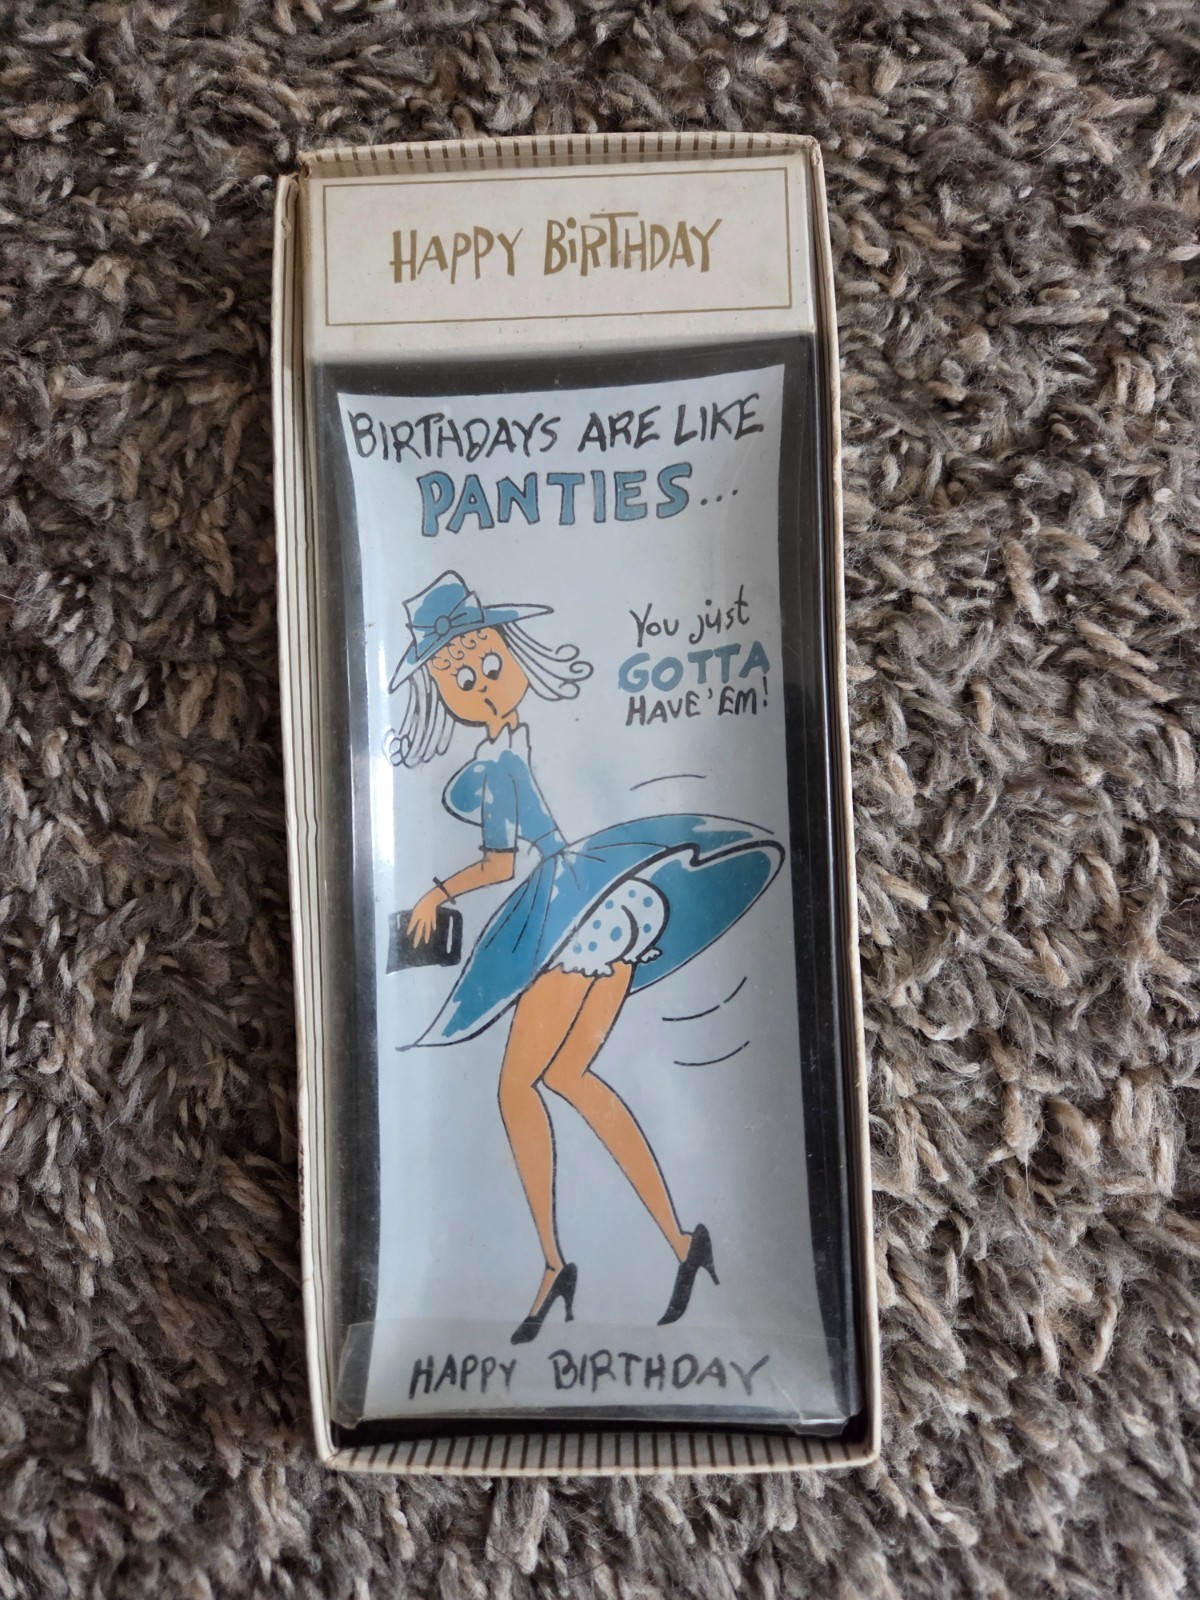 HAPPY BIRTHDAY
BIRTHDAYS ARE LIKE
PANTIES...
You just
GOTTA
HAVE 'EM!
HAPPY BIRTHDAY